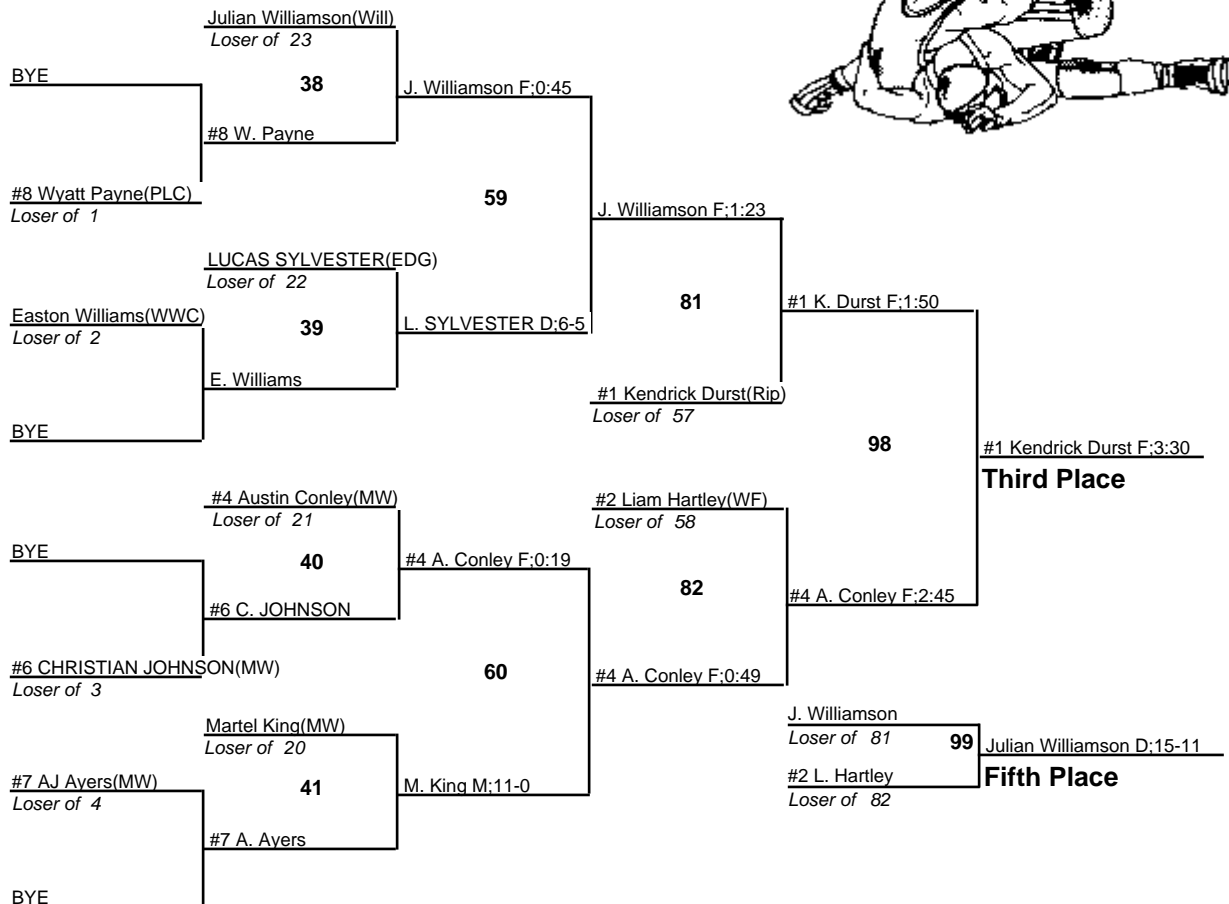 Julian Williamson(Will)
Loser of 23
BYE
38
J. Williamson F;0:45
#8 W. Payne
#8 Wyatt Payne(PLC)
Loser of 1
59
J. Williamson F;1:23
LUCAS SYLVESTER(EDG)
Loser of 22
Easton Williams(WWC)
Loser of 2
39
L. SYLVESTER D;6-5
81
#1 K. Durst F;1:50
E. Williams
#1 Kendrick Durst(Rip)
Loser of 57
BYE
98
#1 Kendrick Durst F;3:30
Third Place
#4 Austin Conley(MW)
Loser of 21
#2 Liam Hartley(WF)
Loser of 58
BYE
40
#4 A. Conley F;0:19
82
#4 A. Conley F;2:45
#6 C. JOHNSON
#6 CHRISTIAN JOHNSON(MW)
Loser of 3
60
#4 A. Conley F;0:49
Martel King(MW)
Loser of 20
J. Williamson
Loser of 81
99
Julian Williamson D;15-11
Fifth Place
#7 AJ Ayers(MW)
Loser of 4
41
M. King M;11-0
#2 L. Hartley
Loser of 82
#7 A. Ayers
BYE